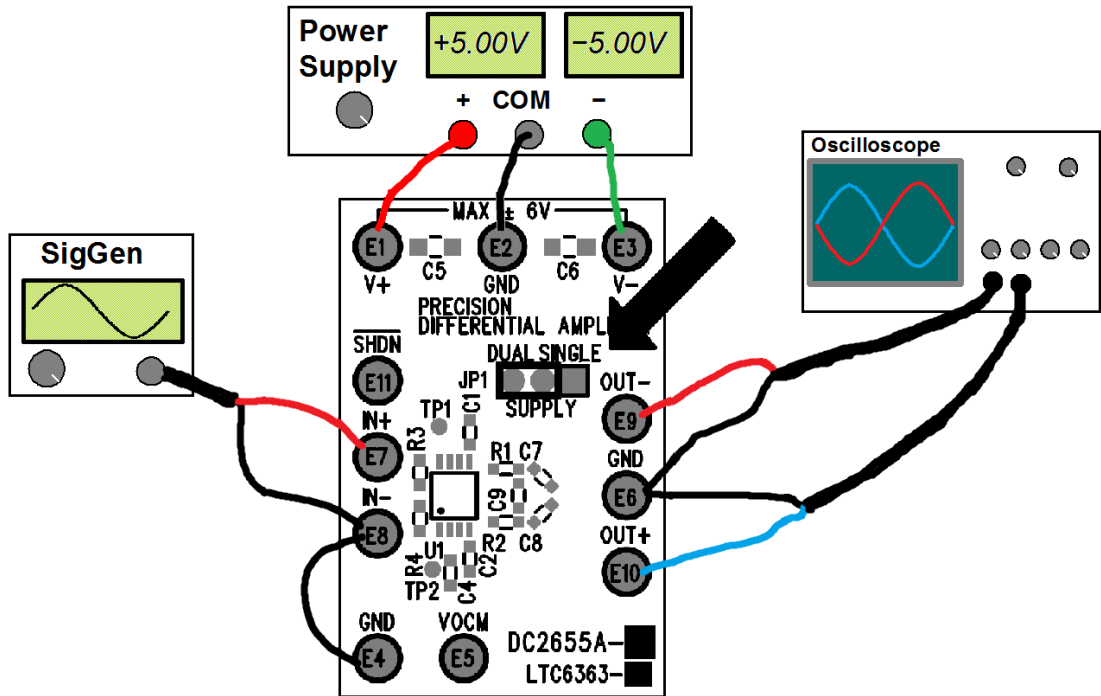 Power
Supply
+5.00V
−5.00V
+
COM
−
Oscilloscope
SigGen
MAX ± 6V
E1
E2
E3
C5
C6
V+
GND
V-
PRECISION
DIFFERENTIAL AMPL
SHDN
DUAL SINGLE
E11
JP1
SUPPLY
OUT-
E9
IN+
TP1
C1
E7
R3
R1
C7
GND
E6
C9
IN-
E8
R2
C8
OUT+
E10
R4
U1
C2
TP2
C4
GND
VOCM
E4
E5
DC2655A-
LTC6363-